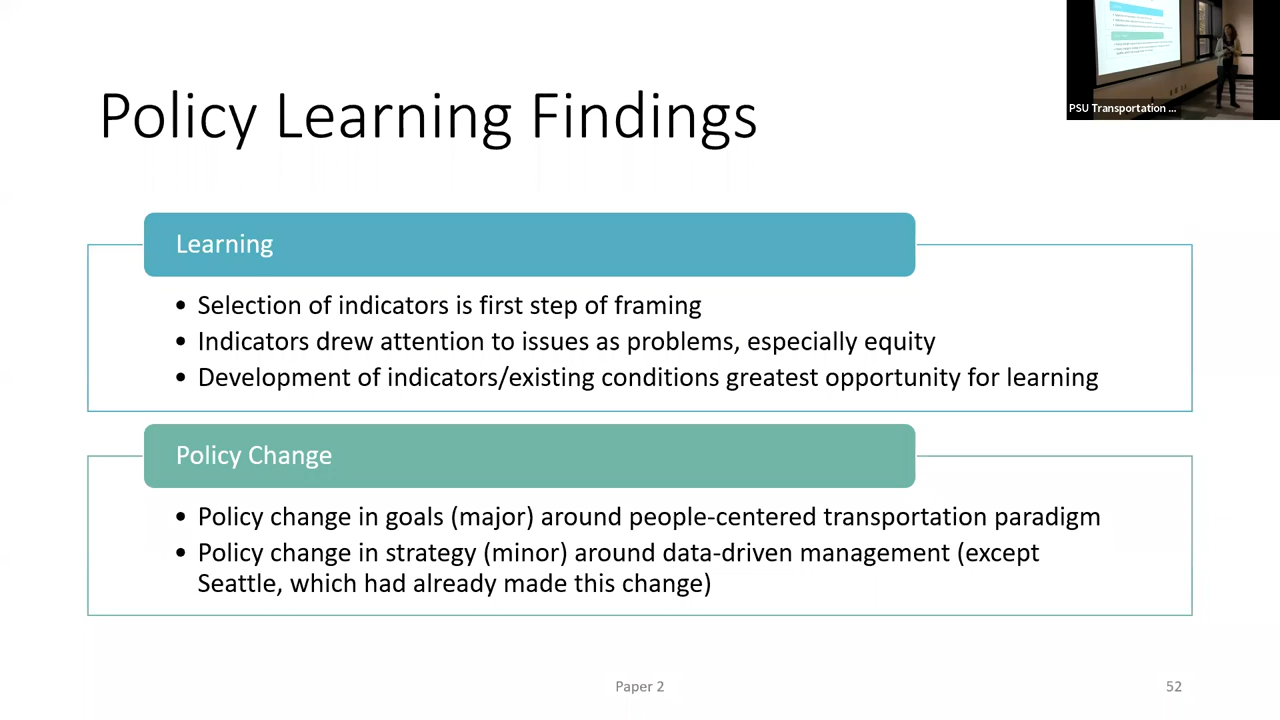 PSU Transportation ...
Policy Learning Findings
Learning
• Selection of indicators is first step of framing
• Indicators drew attention to issues as problems, especially equity
• Development of indicators/existing conditions greatest opportunity for learning
Policy Change
• Policy change in goals (major) around people-centered transportation paradigm
• Policy change in strategy (minor) around data-driven management (except
Seattle, which had already made this change)
Paper 2
52